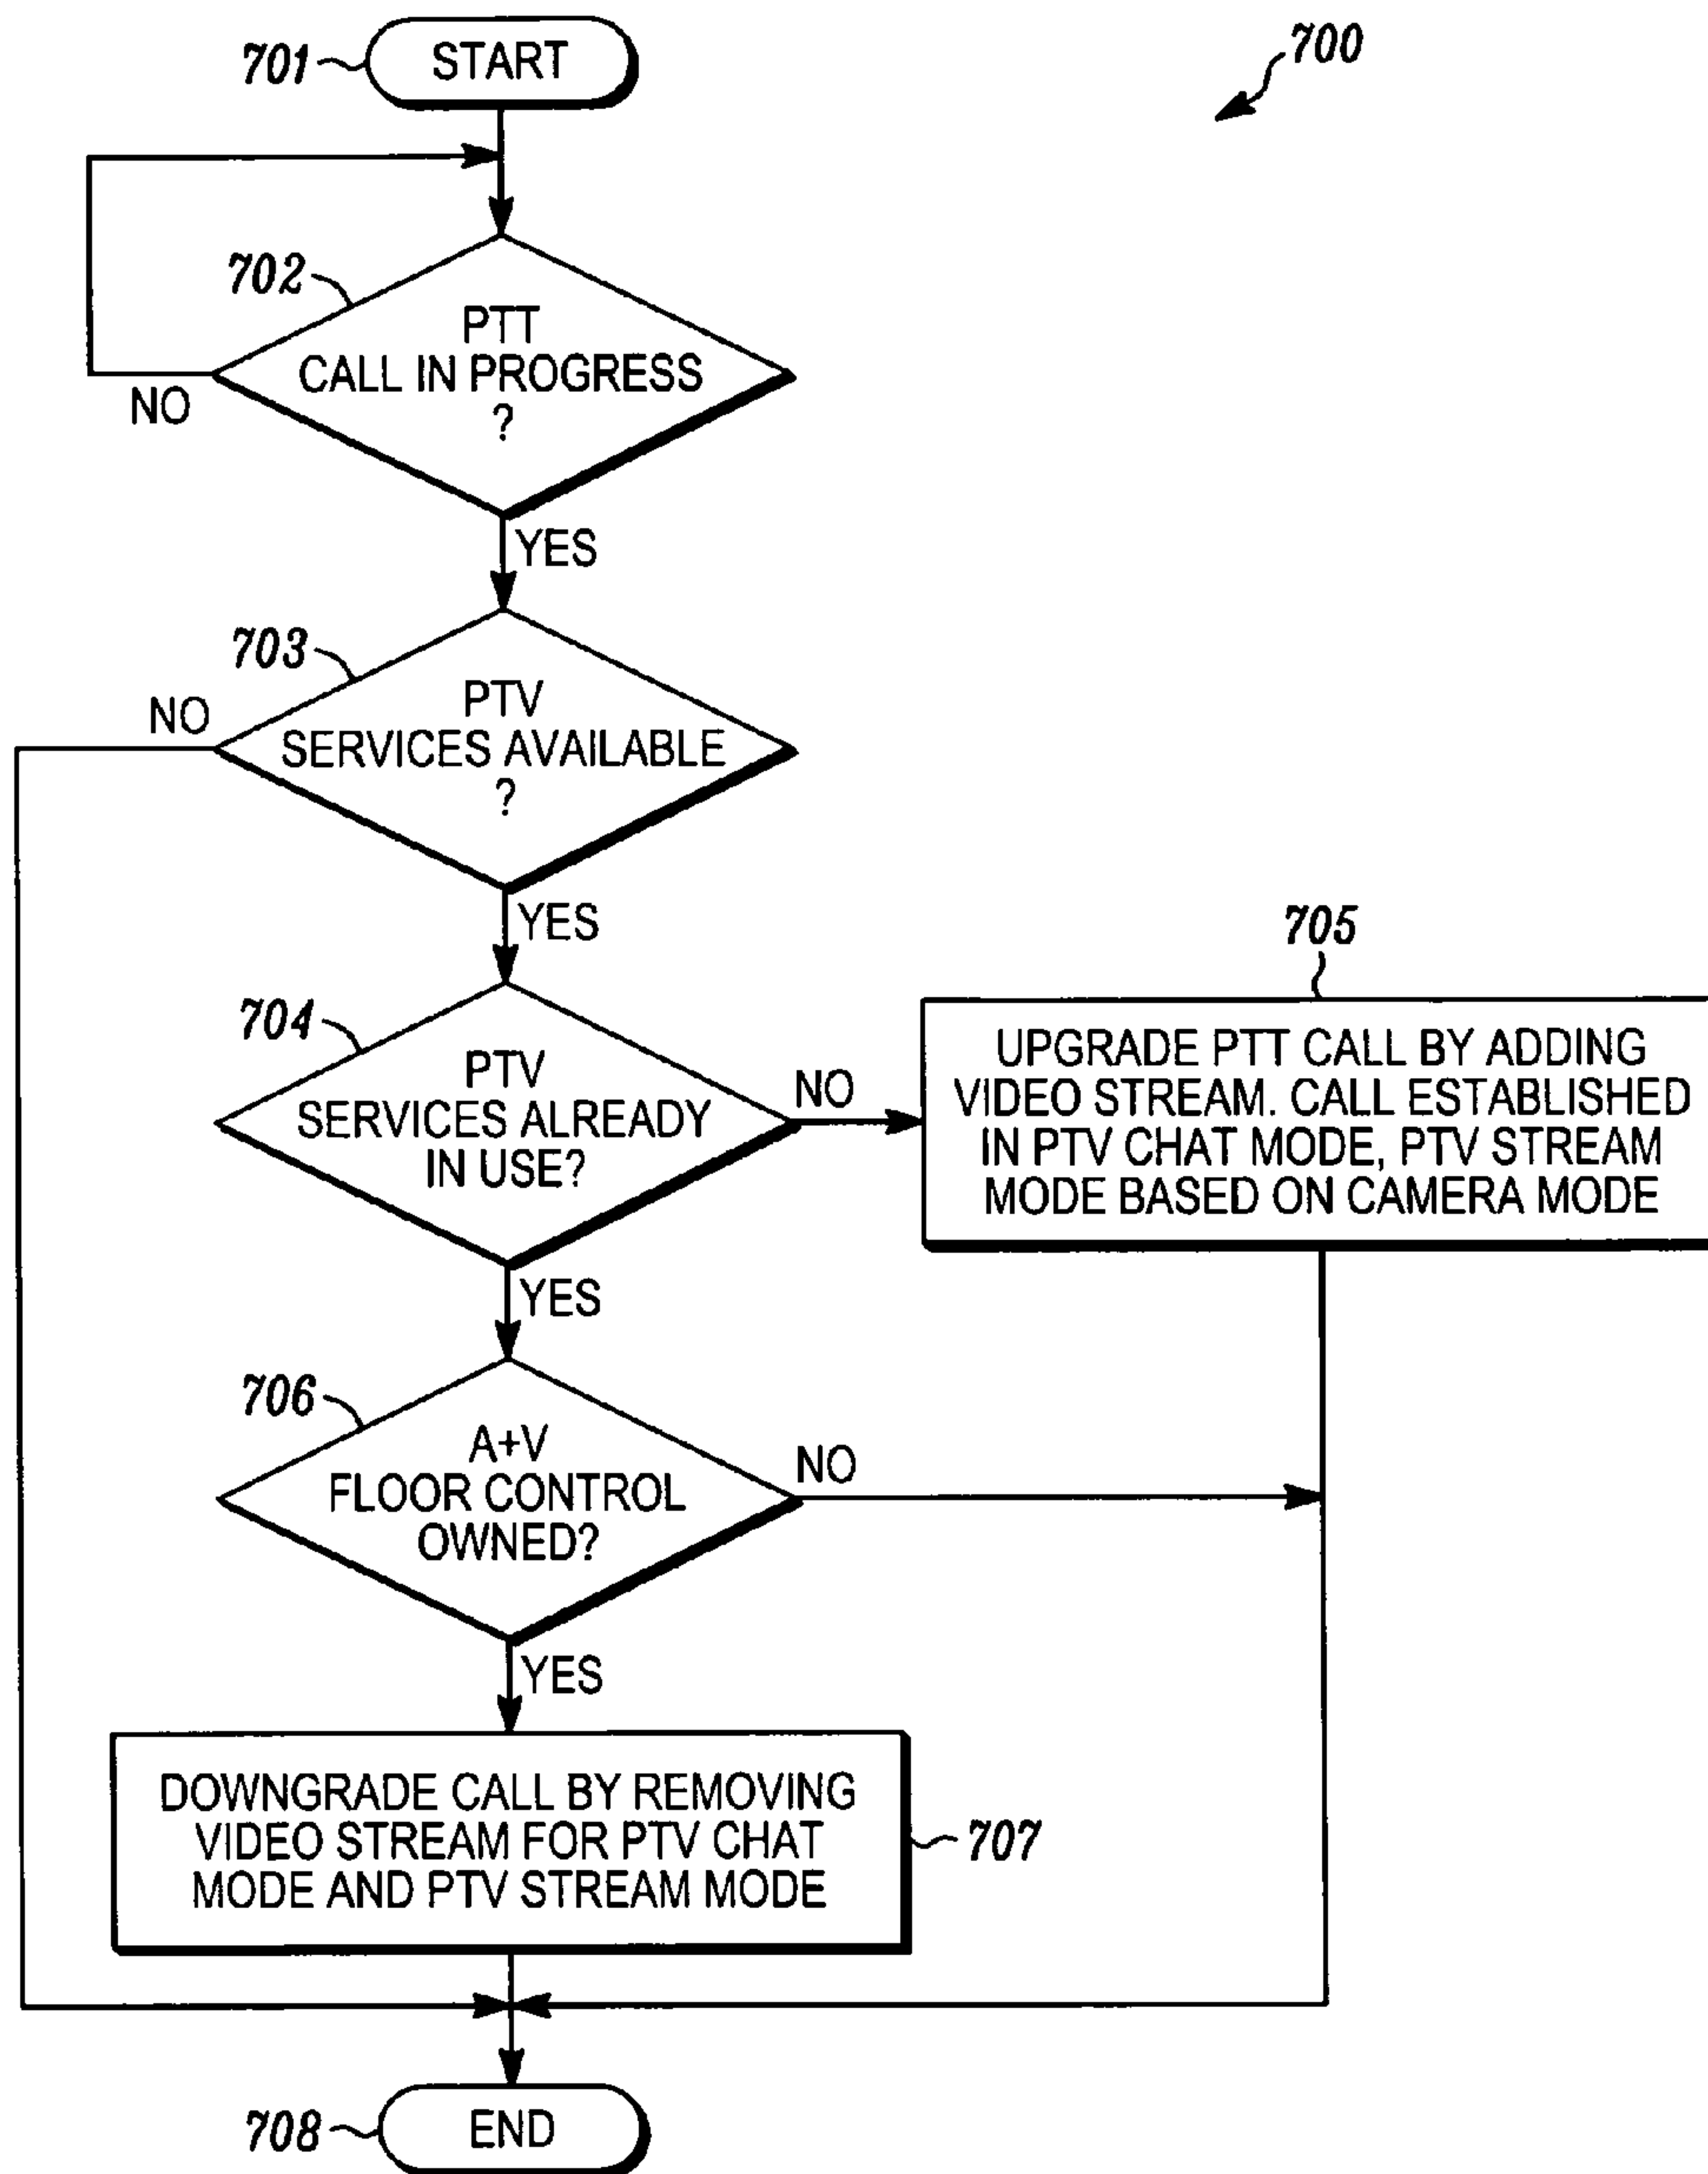 701
START
700
702
PTT
CALL IN PROGRESS
?
NO
YES
703
PTV
SERVICES AVAILABLE
?
NO
YES
704
PTV
SERVICES ALREADY
IN USE?
NO
705
UPGRADE PTT CALL BY ADDING
VIDEO STREAM. CALL ESTABLISHED
IN PTV CHAT MODE, PTV STREAM
MODE BASED ON CAMERA MODE
YES
706
A+V
FLOOR CONTROL
OWNED?
NO
YES
DOWNGRADE CALL BY REMOVING
VIDEO STREAM FOR PTV CHAT
MODE AND PTV STREAM MODE
707
708
END